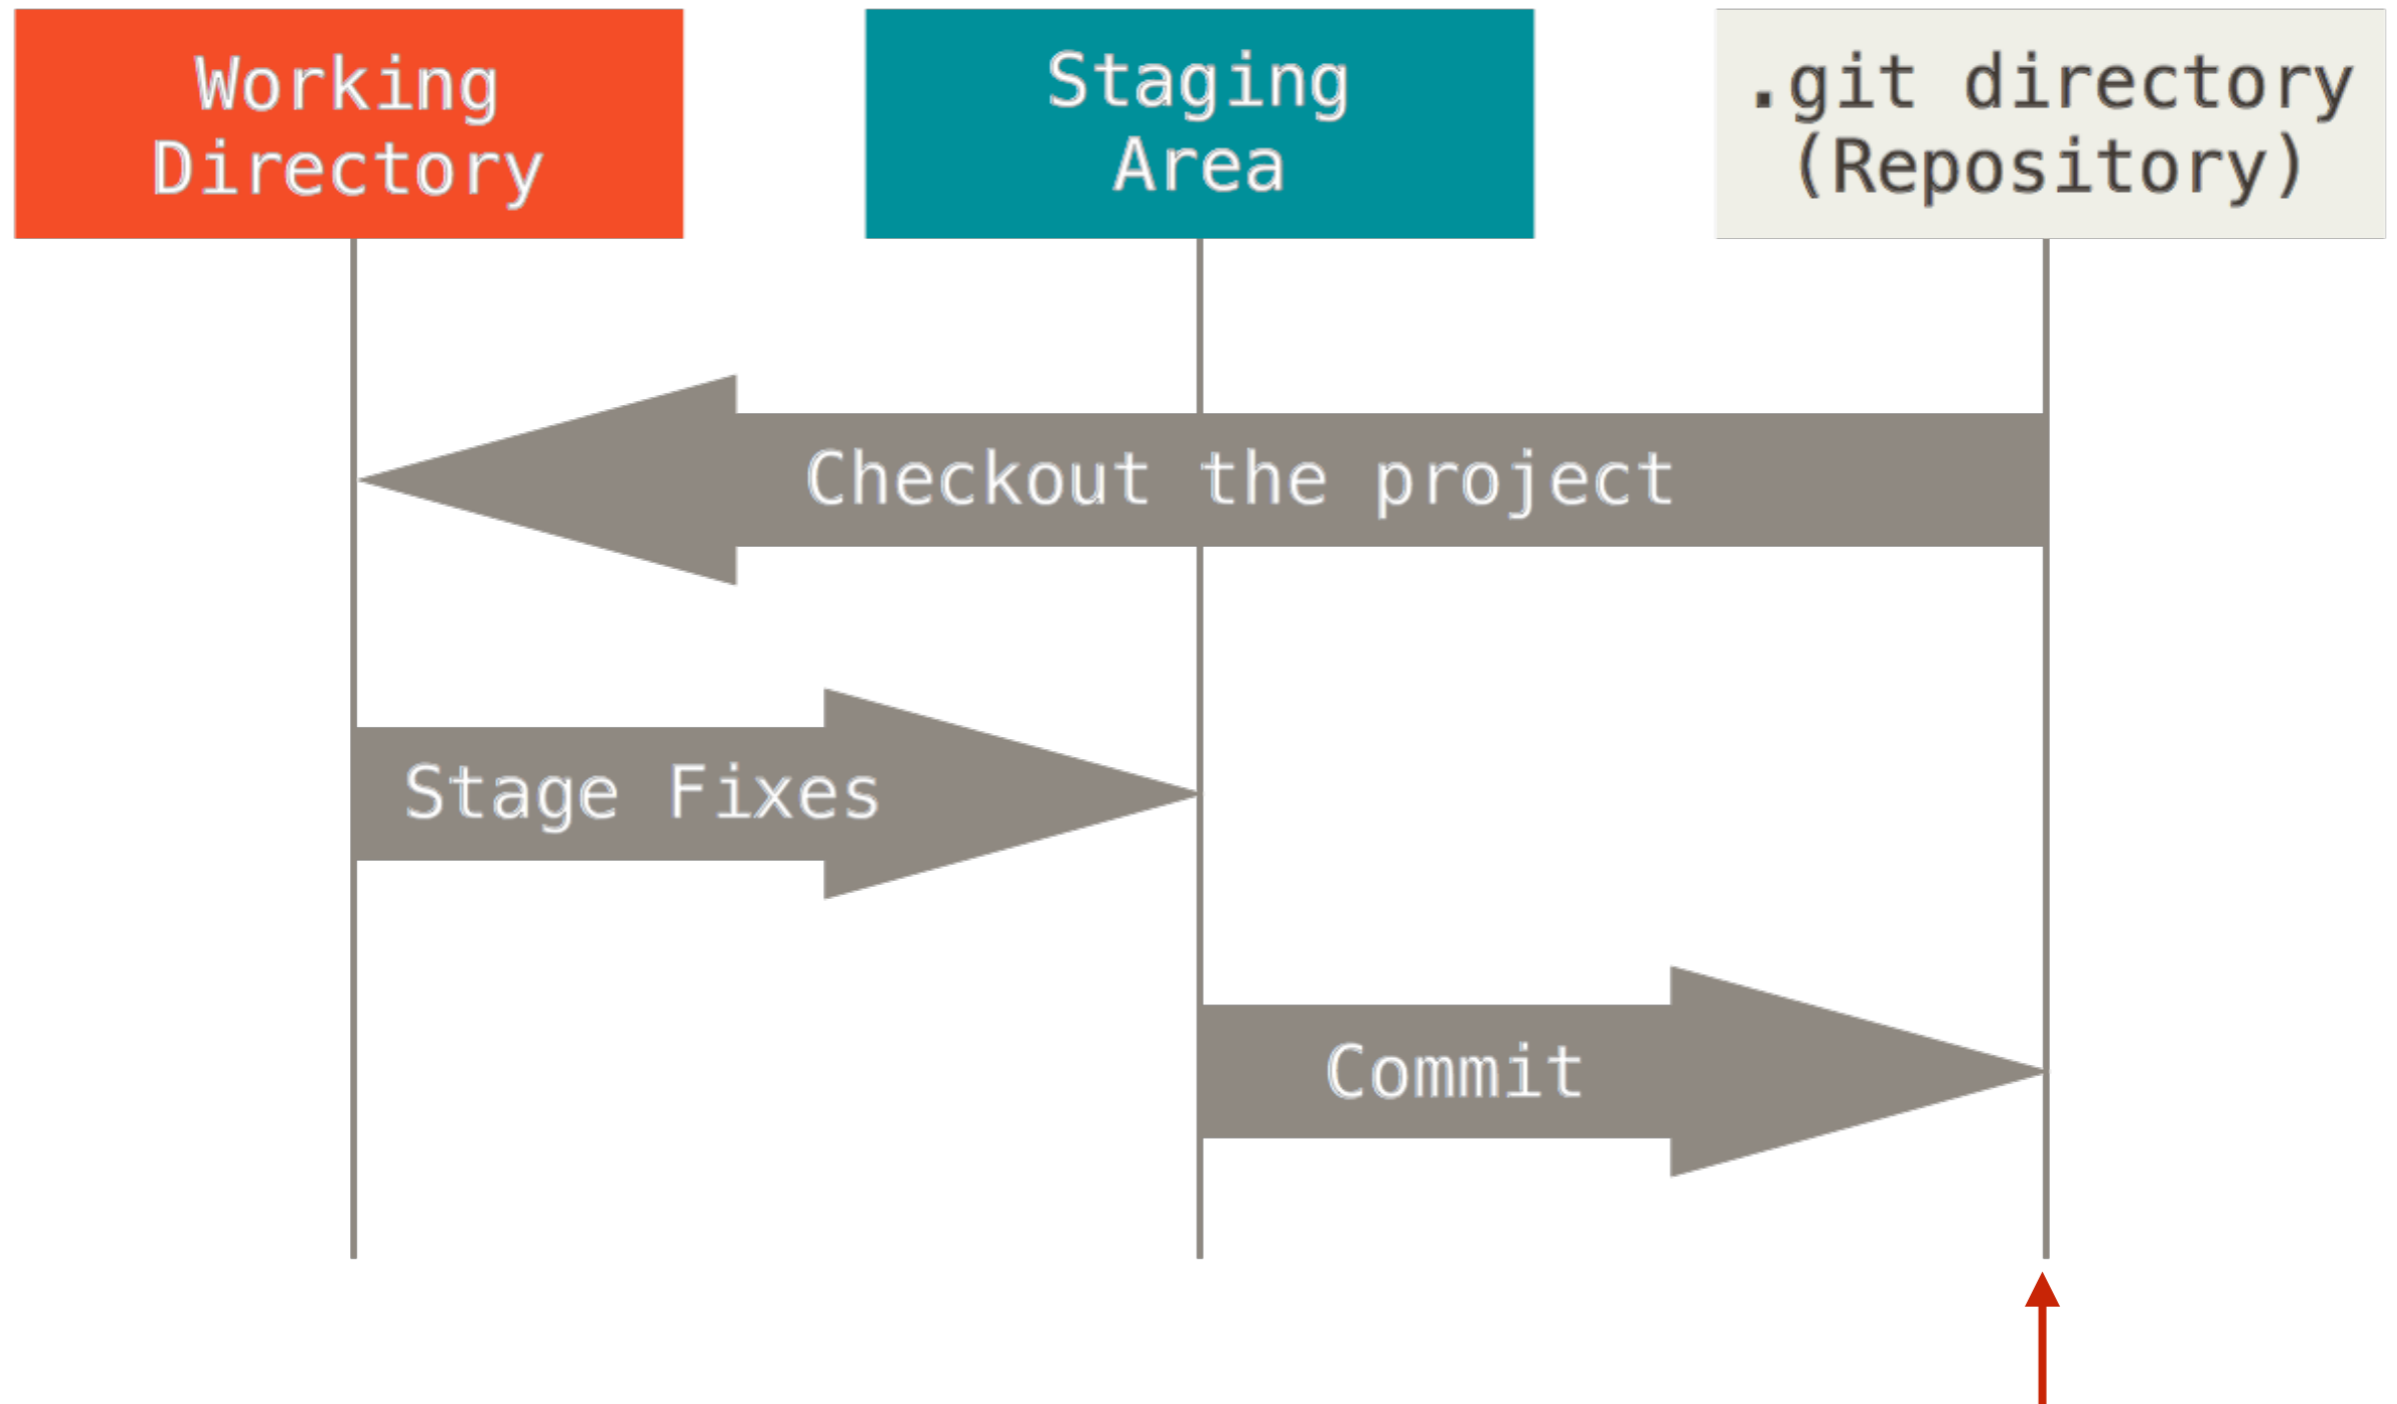 Working
Directory
Staging
Area
.git directory
(Repository)
Checkout the project
Stage Fixes
Commit